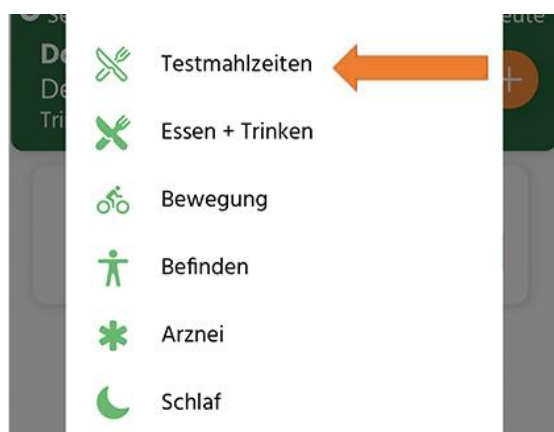 Testmahlzeiten
Essen + Trinken
Bewegung
Befinden
Arznei
Schlaf